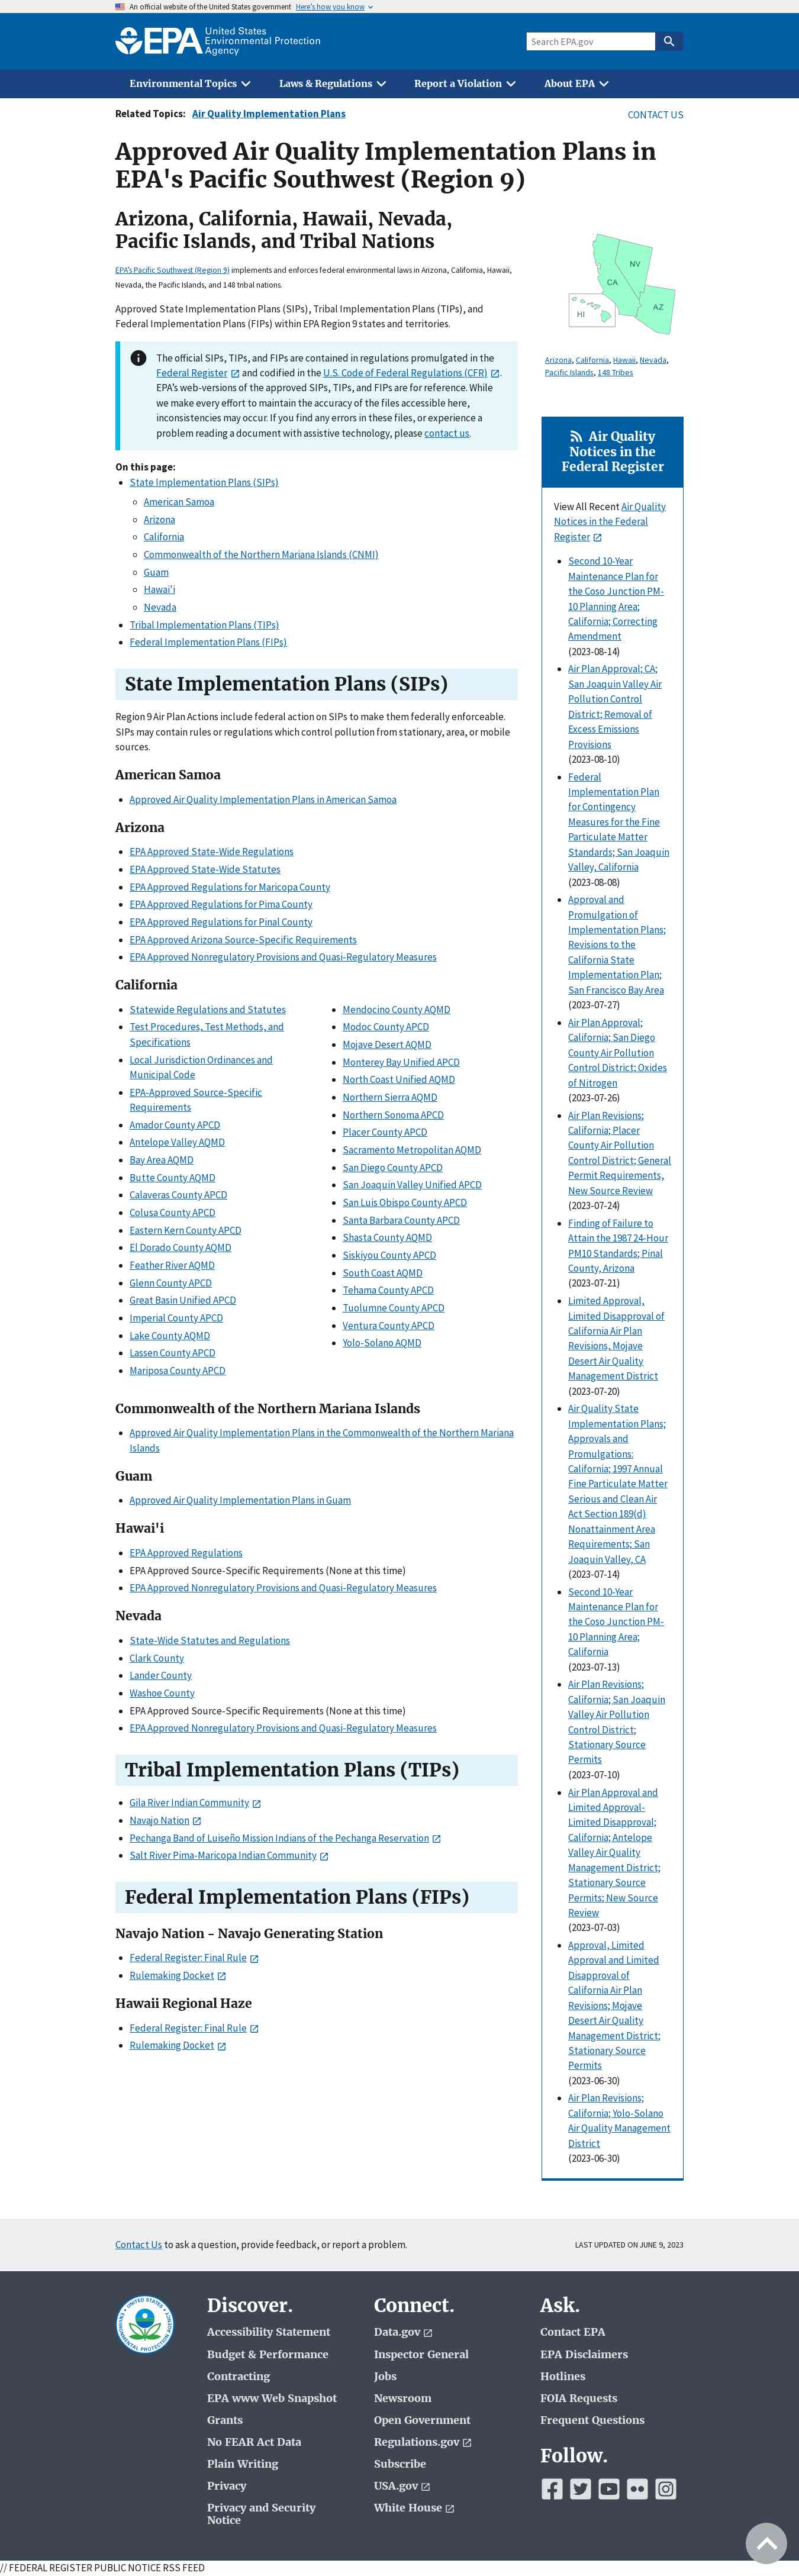 An official website of the United States government Here's how you know
EPA United States
Environmental Protection
Agency
Search EPA.gov
Environmental Topics
Laws & Regulations
Report a Violation
About EPA
Related Topics: Air Quality Implementation Plans
CONTACT US
Approved Air Quality Implementation Plans in
EPA's Pacific Southwest (Region 9)
Arizona, California, Hawaii, Nevada,
Pacific Islands, and Tribal Nations
EPA's Pacific Southwest (Region 9) implements and enforces federal environmental laws in Arizona, California, Hawaii,
Nevada, the Pacific Islands, and 148 tribal nations.
Approved State Implementation Plans (SIPs), Tribal Implementation Plans (TIPs), and
Federal Implementation Plans (FIPs) within EPA Region 9 states and territories.
The official SIPs, TIPs, and FIPs are contained in regulations promulgated in the
Federal Register and codified in the U.S. Code of Federal Regulations (CFR).
EPA's web-versions of the approved SIPs, TIPs, and FIPs are for reference. While
we make every effort to maintain the accuracy of the files accessible here,
inconsistencies may occur. If you find any errors in these files, or experience a
problem reading a document with assistive technology, please contact us.
On this page:
State Implementation Plans (SIPs)
American Samoa
Arizona
California
Commonwealth of the Northern Mariana Islands (CNMI)
Guam
Hawai'i
Nevada
Tribal Implementation Plans (TIPs)
Federal Implementation Plans (FIPs)
State Implementation Plans (SIPs)
Region 9 Air Plan Actions include federal action on SIPs to make them federally enforceable.
SIPs may contain rules or regulations which control pollution from stationary, area, or mobile
sources.
American Samoa
Approved Air Quality Implementation Plans in American Samoa
Arizona
EPA Approved State-Wide Regulations
EPA Approved State-Wide Statutes
EPA Approved Regulations for Maricopa County
EPA Approved Regulations for Pima County
EPA Approved Regulations for Pinal County
EPA Approved Arizona Source-Specific Requirements
EPA Approved Nonregulatory Provisions and Quasi-Regulatory Measures
California
Statewide Regulations and Statutes
Test Procedures, Test Methods, and
Specifications
Local Jurisdiction Ordinances and
Municipal Code
EPA-Approved Source-Specific
Requirements
Amador County APCD
Antelope Valley AQMD
Bay Area AQMD
Butte County AQMD
Calaveras County APCD
Colusa County APCD
Eastern Kern County APCD
El Dorado County AQMD
Feather River AQMD
Glenn County APCD
Great Basin Unified APCD
Imperial County APCD
Lake County AQMD
Lassen County APCD
Mariposa County APCD
Mendocino County AQMD
Modoc County APCD
Mojave Desert AQMD
Monterey Bay Unified APCD
North Coast Unified AQMD
Northern Sierra AQMD
Northern Sonoma APCD
Placer County APCD
Sacramento Metropolitan AQMD
San Diego County APCD
San Joaquin Valley Unified APCD
San Luis Obispo County APCD
Santa Barbara County APCD
Shasta County AQMD
Siskiyou County APCD
South Coast AQMD
Tehama County APCD
Tuolumne County APCD
Ventura County APCD
Yolo-Solano AQMD
Commonwealth of the Northern Mariana Islands
Approved Air Quality Implementation Plans in the Commonwealth of the Northern Mariana
Islands
Guam
Approved Air Quality Implementation Plans in Guam
Hawai'i
EPA Approved Regulations
EPA Approved Source-Specific Requirements (None at this time)
EPA Approved Nonregulatory Provisions and Quasi-Regulatory Measures
Nevada
State-Wide Statutes and Regulations
Clark County
Lander County
Washoe County
EPA Approved Source-Specific Requirements (None at this time)
EPA Approved Nonregulatory Provisions and Quasi-Regulatory Measures
Tribal Implementation Plans (TIPs)
Gila River Indian Community
Navajo Nation
Pechanga Band of Luiseño Mission Indians of the Pechanga Reservation
Salt River Pima-Maricopa Indian Community
Federal Implementation Plans (FIPs)
Navajo Nation - Navajo Generating Station
Federal Register: Final Rule
Rulemaking Docket
Hawaii Regional Haze
Federal Register: Final Rule
Rulemaking Docket
NV
CA
AZ
HI
Arizona, California, Hawaii, Nevada,
Pacific Islands, 148 Tribes
Air Quality
Notices in the
Federal Register
View All Recent Air Quality
Notices in the Federal
Register
Second 10-Year
Maintenance Plan for
the Coso Junction PM-
10 Planning Area;
California; Correcting
Amendment
(2023-08-14)
Air Plan Approval; CA;
San Joaquin Valley Air
Pollution Control
District; Removal of
Excess Emissions
Provisions
(2023-08-10)
Federal
Implementation Plan
for Contingency
Measures for the Fine
Particulate Matter
Standards; San Joaquin
Valley, California
(2023-08-08)
Approval and
Promulgation of
Implementation Plans;
Revisions to the
California State
Implementation Plan;
San Francisco Bay Area
(2023-07-27)
Air Plan Approval;
California; San Diego
County Air Pollution
Control District; Oxides
of Nitrogen
(2023-07-26)
Air Plan Revisions;
California; Placer
County Air Pollution
Control District; General
Permit Requirements,
New Source Review
(2023-07-24)
Finding of Failure to
Attain the 1987 24-Hour
PM10 Standards; Pinal
County, Arizona
(2023-07-21)
Limited Approval,
Limited Disapproval of
California Air Plan
Revisions, Mojave
Desert Air Quality
Management District
(2023-07-20)
Air Quality State
Implementation Plans;
Approvals and
Promulgations:
California; 1997 Annual
Fine Particulate Matter
Serious and Clean Air
Act Section 189(d)
Nonattainment Area
Requirements; San
Joaquin Valley, CA
(2023-07-14)
Second 10-Year
Maintenance Plan for
the Coso Junction PM-
10 Planning Area;
California
(2023-07-13)
Air Plan Revisions;
California; San Joaquin
Valley Air Pollution
Control District;
Stationary Source
Permits
(2023-07-10)
Air Plan Approval and
Limited Approval-
Limited Disapproval;
California; Antelope
Valley Air Quality
Management District;
Stationary Source
Permits; New Source
Review
(2023-07-03)
Approval, Limited
Approval and Limited
Disapproval of
California Air Plan
Revisions; Mojave
Desert Air Quality
Management District;
Stationary Source
Permits
(2023-06-30)
Air Plan Revisions;
California; Yolo-Solano
Air Quality Management
District
(2023-06-30)
Contact Us to ask a question, provide feedback, or report a problem.
LAST UPDATED ON JUNE 9, 2023
UNITED STATES ENVIRONMENTAL PROTECTION AGENCY
Discover.
Accessibility Statement
Budget & Performance
Contracting
EPA www Web Snapshot
Grants
No FEAR Act Data
Plain Writing
Privacy
Privacy and Security
Notice
Connect.
Data.gov
Inspector General
Jobs
Newsroom
Open Government
Regulations.gov
Subscribe
USA.gov
White House
Ask.
Contact EPA
EPA Disclaimers
Hotlines
FOIA Requests
Frequent Questions
Follow.
// FEDERAL REGISTER PUBLIC NOTICE RSS FEED